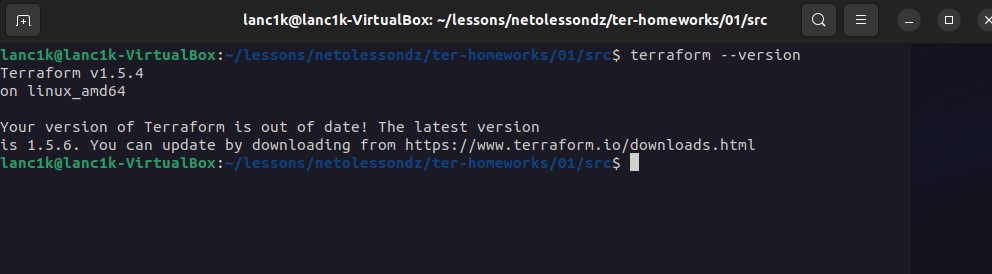 lanc1k@lanc1k-VirtualBox: ~/lessons/netolessondz/ter-homeworks/01/src
lanc1k@lanc1k-VirtualBox:~/lessons/netolessondz/ter-homeworks/01/src$ terraform --version
Terraform v1.5.4
on linux_amd64
Your version of Terraform is out of date! The latest version
is 1.5.6. You can update by downloading from https://www.terraform.io/downloads.html
lanc1k@lanc1k-VirtualBox:~/lessons/netolessondz/ter-homeworks/01/src$